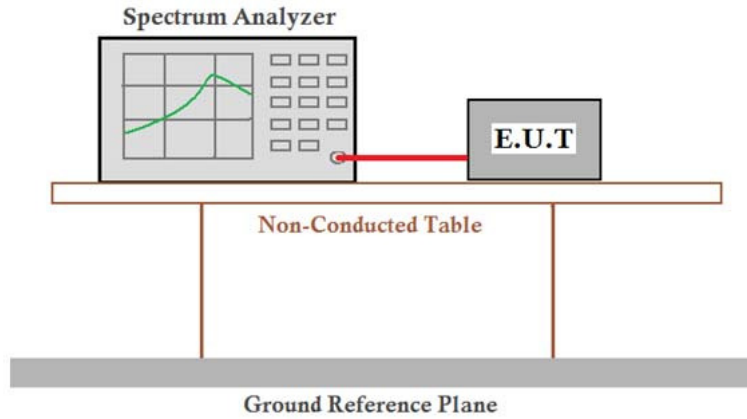 Spectrum Analyzer
E.U.T
Non-Conducted Table
Ground Reference Plane